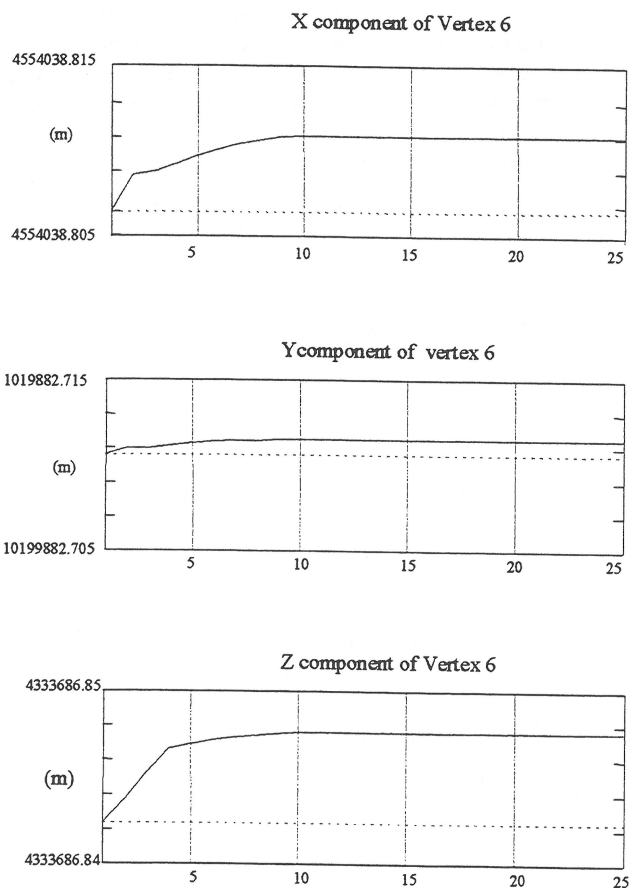 X component of Vertex 6
4554038.815
(m)
4554038.805
5 10 15 20 25
Ycomponent of vertex 6
1019882.715
(m)
10199882.705
5 10 15 20 25
Z component of Vertex 6
4333686.85
(m)
4333686.84
5 10 15 20 25